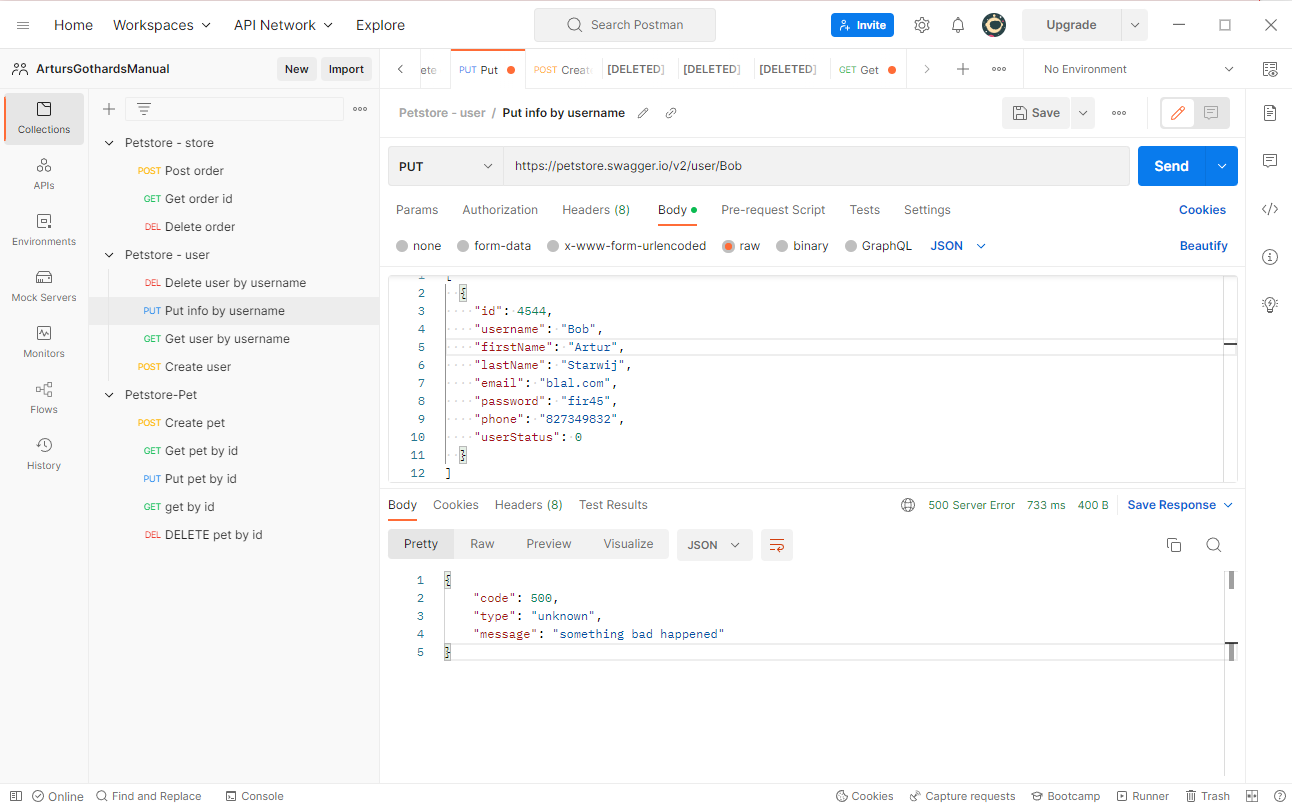 Home
Workspaces
API Network
Explore
Search Postman
Invite
Upgrade
ArtursGothardsManual
New
Import
ete
PUT Put
POST Create
[DELETED]
[DELETED]
[DELETED]
GET Get
No Environment
Collections
APIs
Environments
Mock Servers
Monitors
Flows
History
Petstore - store
POST Post order
GET Get order id
DEL Delete order
Petstore - user
DEL Delete user by username
PUT Put info by username
GET Get user by username
POST Create user
Petstore-Pet
POST Create pet
GET Get pet by id
PUT Put pet by id
GET get by id
DEL DELETE pet by id
Petstore - user / Put info by username
Save
PUT
https://petstore.swagger.io/v2/user/Bob
Send
Params
Authorization
Headers (8)
Body
Pre-request Script
Tests
Settings
Cookies
none
form-data
x-www-form-urlencoded
raw
binary
GraphQL
JSON
Beautify
1 [
2 {
3 "id": 4544,
4 "username": "Bob",
5 "firstName": "Artur",
6 "lastName": "Starwij",
7 "email": "blal.com",
8 "password": "fir45",
9 "phone": "827349832",
10 "userStatus": 0
11 }
12 ]
Body
Cookies
Headers (8)
Test Results
500 Server Error
733 ms
400 B
Save Response
Pretty
Raw
Preview
Visualize
JSON
1 {
2 "code": 500,
3 "type": "unknown",
4 "message": "something bad happened"
5 }
Online
Find and Replace
Console
Cookies
Capture requests
Bootcamp
Runner
Trash